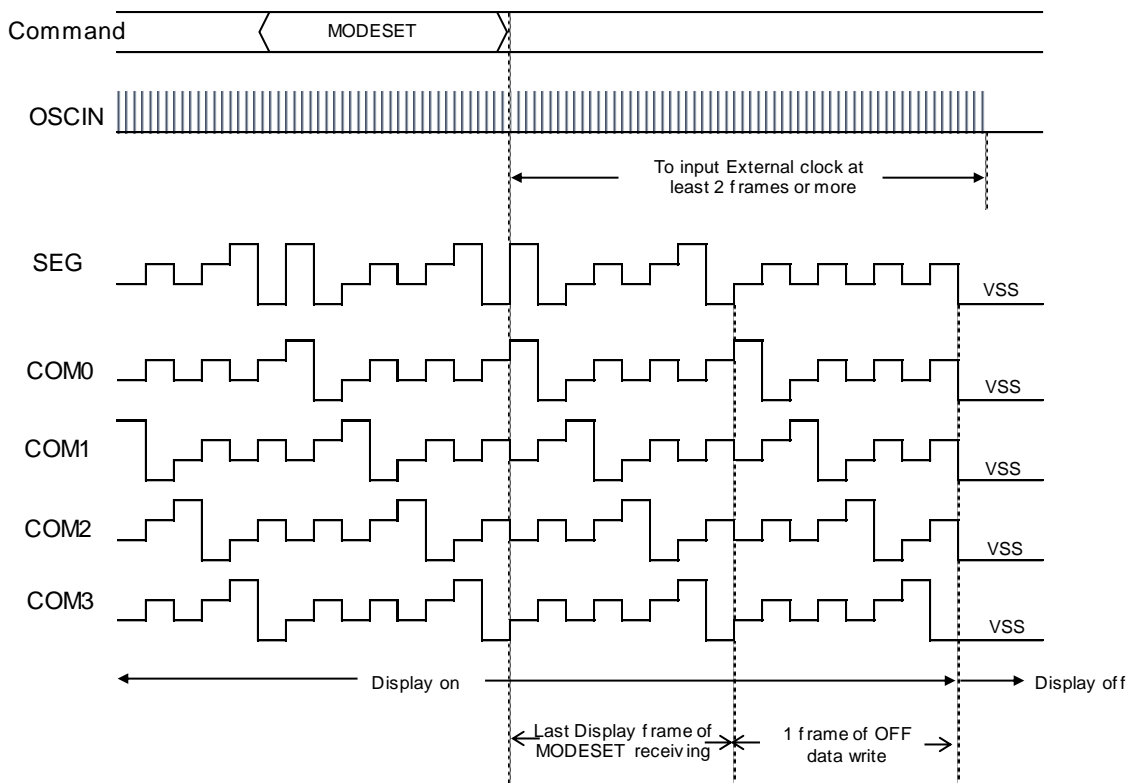 Command
MODESET
OSCIN
To input External clock at
least 2 frames or more
SEG
VSS
COM0
VSS
COM1
VSS
COM2
VSS
COM3
VSS
Display on
Display off
Last Display frame of
MODESET receiving
1 frame of OFF
data write